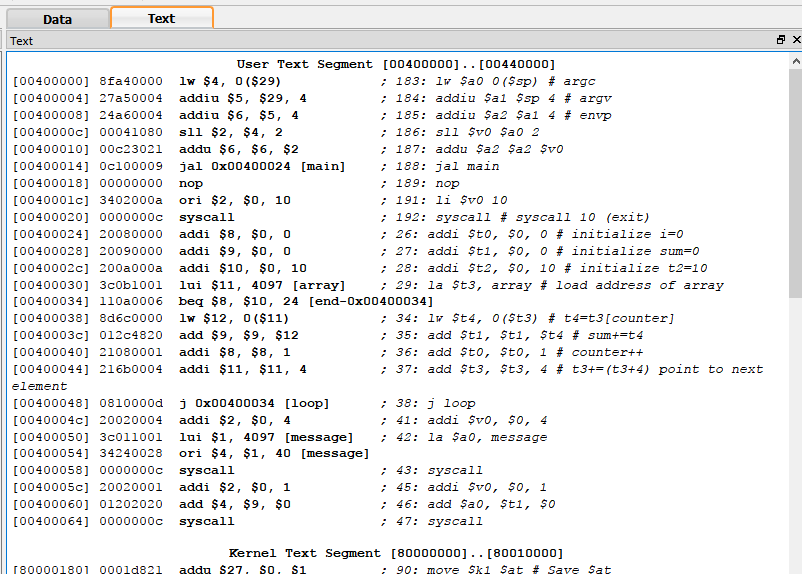 Data Text
Text
User Text Segment [00400000]..[00440000]
[00400000] 8fa40000 lw $4, 0($29) ; 183: lw $a0 0($sp) # argc
[00400004] 27a50004 addiu $5, $29, 4 ; 184: addiu $a1 $sp 4 # argv
[00400008] 24a60004 addiu $6, $5, 4 ; 185: addiu $a2 $a1 4 # envp
[0040000c] 00041080 sll $2, $4, 2 ; 186: sll $v0 $a0 2
[00400010] 00c23021 addu $6, $6, $2 ; 187: addu $a2 $a2 $v0
[00400014] 0c100009 jal 0x00400024 [main] ; 188: jal main
[00400018] 00000000 nop ; 189: nop
[0040001c] 3402000a ori $2, $0, 10 ; 191: li $v0 10
[00400020] 0000000c syscall ; 192: syscall # syscall 10 (exit)
[00400024] 20080000 addi $8, $0, 0 ; 26: addi $t0, $0, 0 # initialize i=0
[00400028] 20090000 addi $9, $0, 0 ; 27: addi $t1, $0, 0 # initialize sum=0
[0040002c] 200a000a addi $10, $0, 10 ; 28: addi $t2, $0, 10 # initialize t2=10
[00400030] 3c0b1001 lui $11, 4097 [array] ; 29: la $t3, array # load address of array
[00400034] 110a0006 beq $8, $10, 24 [end-0x00400034]
[00400038] 8d6c0000 lw $12, 0($11) ; 34: lw $t4, 0($t3) # t4=t3[counter]
[0040003c] 012c4820 add $9, $9, $12 ; 35: add $t1, $t1, $t4 # sum+=t4
[00400040] 21080001 addi $8, $8, 1 ; 36: add $t0, $t0, 1 # counter++
[00400044] 216b0004 addi $11, $11, 4 ; 37: add $t3, $t3, 4 # t3+=(t3+4) point to next
element
[00400048] 0810000d j 0x00400034 [loop] ; 38: j loop
[0040004c] 20020004 addi $2, $0, 4 ; 41: addi $v0, $0, 4
[00400050] 3c011001 lui $1, 4097 [message] ; 42: la $a0, message
[00400054] 34240028 ori $4, $1, 40 [message]
[00400058] 0000000c syscall ; 43: syscall
[0040005c] 20020001 addi $2, $0, 1 ; 45: addi $v0, $0, 1
[00400060] 01202020 add $4, $9, $0 ; 46: add $a0, $t1, $0
[00400064] 0000000c syscall ; 47: syscall
Kernel Text Segment [80000000]..[80010000]
[80000180] 0001d821 addu $27, $0, $1 ; 90: move $k1 $at # Save $at